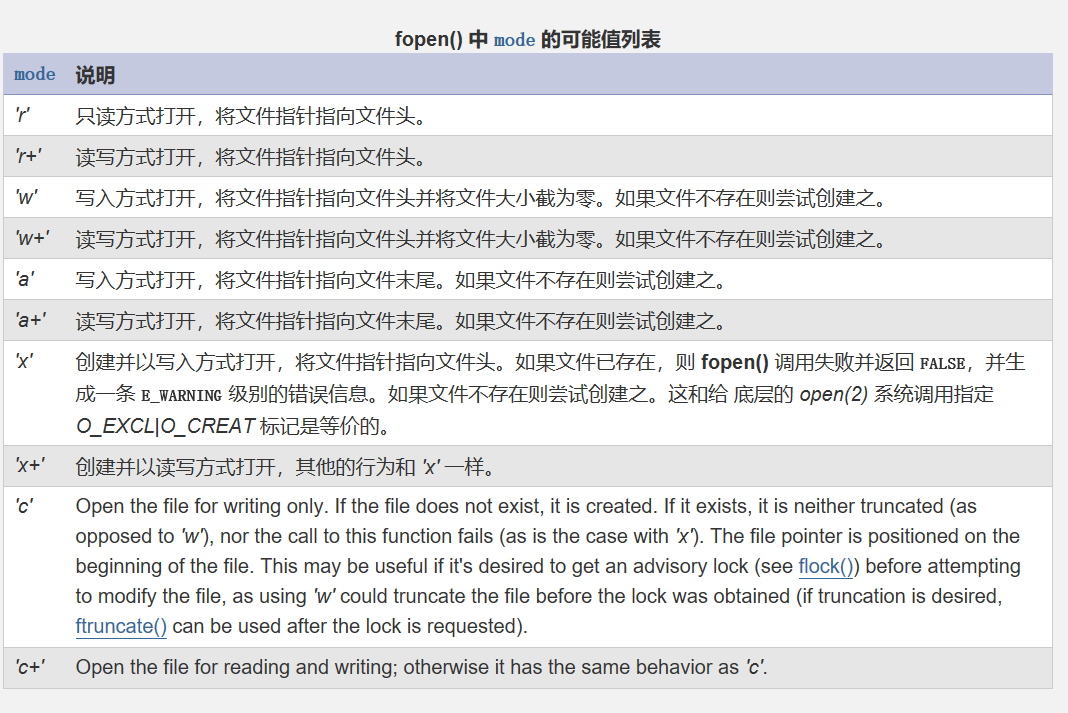 fopen() 中 mode 的可能值列表
mode 说明
'r' 只读方式打开，将文件指针指向文件头。
'r+' 读写方式打开，将文件指针指向文件头。
'w' 写入方式打开，将文件指针指向文件头并将文件大小截为零。如果文件不存在则尝试创建之。
'w+' 读写方式打开，将文件指针指向文件头并将文件大小截为零。如果文件不存在则尝试创建之。
'a' 写入方式打开，将文件指针指向文件末尾。如果文件不存在则尝试创建之。
'a+' 读写方式打开，将文件指针指向文件末尾。如果文件不存在则尝试创建之。
'x' 创建并以写入方式打开，将文件指针指向文件头。如果文件已存在，则 fopen() 调用失败并返回 FALSE，并生
成一条 E_WARNING 级别的错误信息。如果文件不存在则尝试创建之。这和给 底层的 open(2) 系统调用指定
O_EXCL|O_CREAT 标记是等价的。
'x+' 创建并以读写方式打开，其他的行为和 'x' 一样。
'c' Open the file for writing only. If the file does not exist, it is created. If it exists, it is neither truncated (as
opposed to 'w'), nor the call to this function fails (as is the case with 'x'). The file pointer is positioned on the
beginning of the file. This may be useful if it's desired to get an advisory lock (see flock()) before attempting
to modify the file, as using 'w' could truncate the file before the lock was obtained (if truncation is desired,
ftruncate() can be used after the lock is requested).
'c+' Open the file for reading and writing; otherwise it has the same behavior as 'c'.